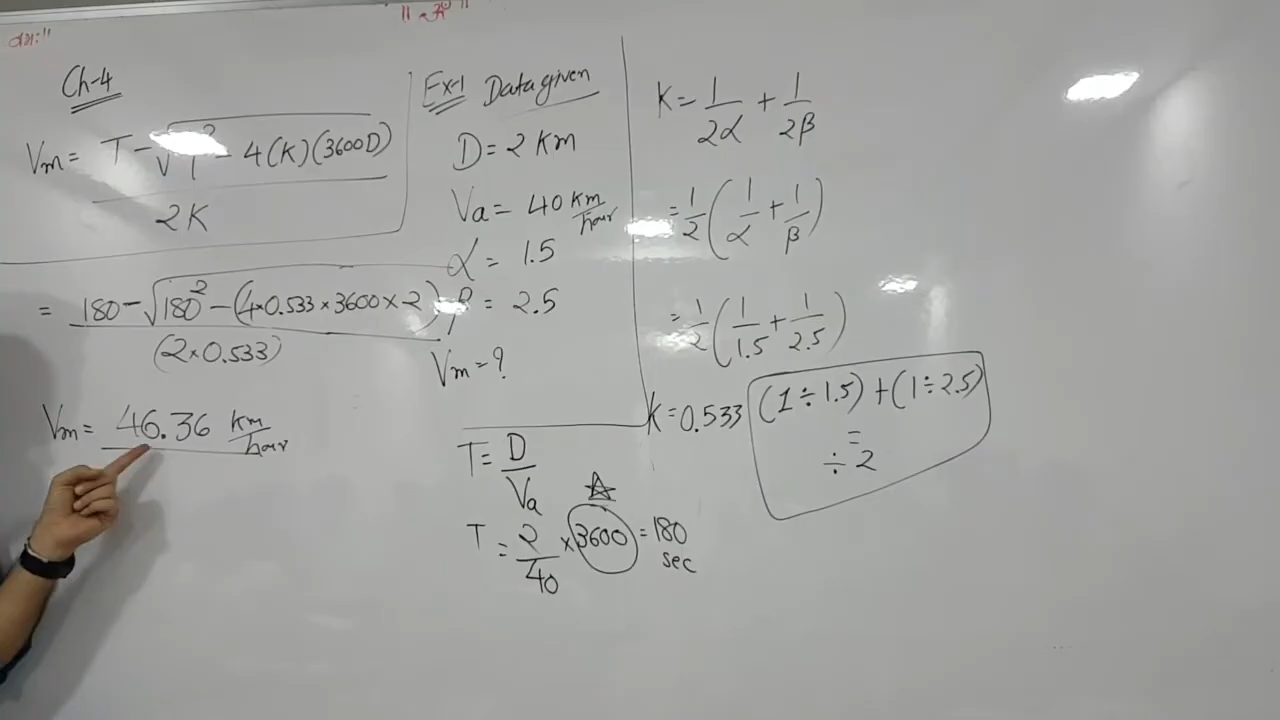 Ch-4
Vm = T - √T² - 4(K)(3600D)
2K
= 180 - √180² - (4×0.533×3600×2)
(2×0.533)
Vm = 46.36 Km/hour
Ex-1 Data given
D = 2 Km
Va = 40 Km/hour
α = 1.5
β = 2.5
Vm = ?
T = D/Va
T = 2/40 × 3600 = 180
sec
K = 1/2α + 1/2β
= 1/2 (1/α + 1/β)
= 1/2 (1/1.5 + 1/2.5)
K = 0.533
(1 ÷ 1.5) + (1 ÷ 2.5)
=
÷ 2